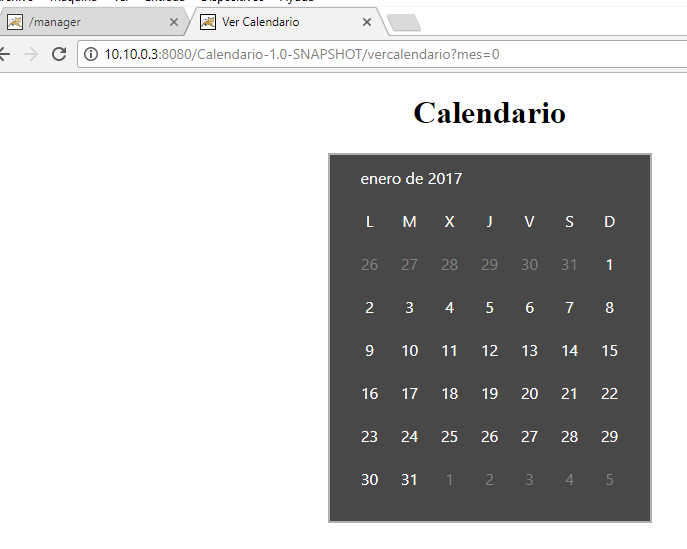 /manager
Ver Calendario
10.10.0.3:8080/Calendario-1.0-SNAPSHOT/vercalendario?mes=0
Calendario
enero de 2017
L M X J V S D
26 27 28 29 30 31 1
2 3 4 5 6 7 8
9 10 11 12 13 14 15
16 17 18 19 20 21 22
23 24 25 26 27 28 29
30 31 1 2 3 4 5